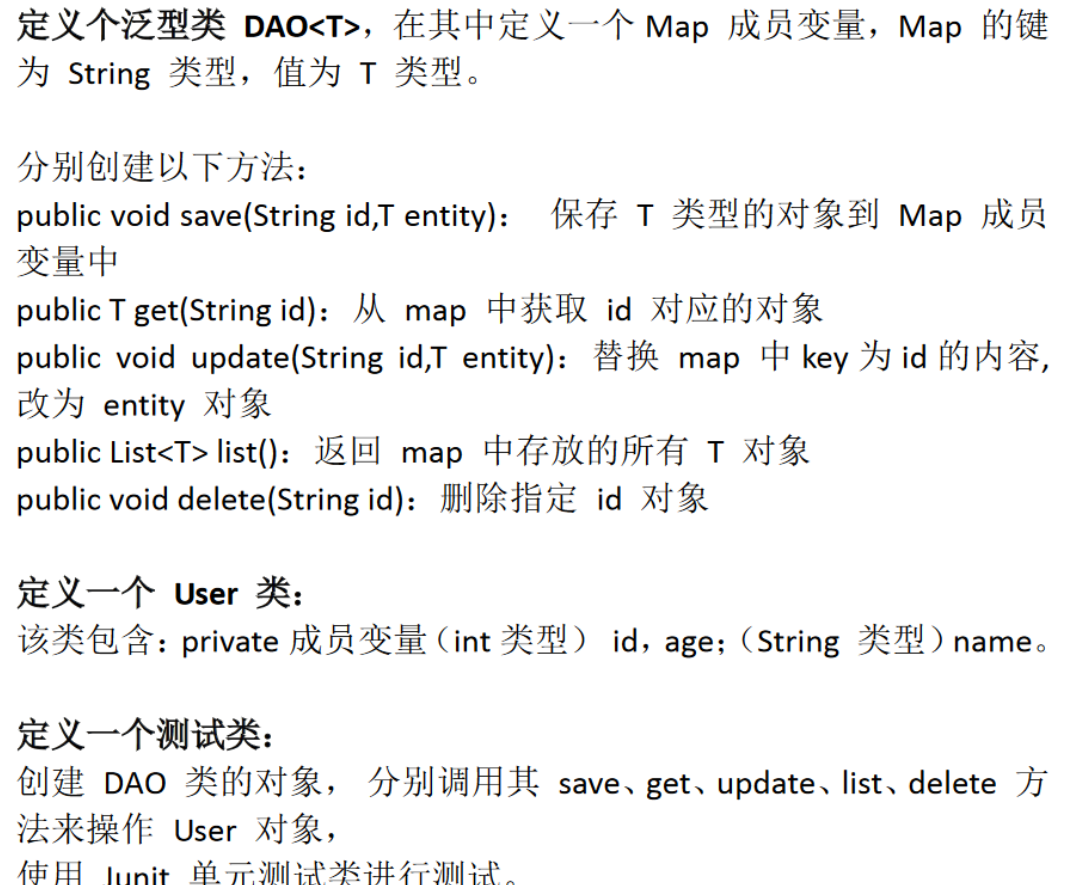 定义个泛型类 DAO<T>，在其中定义一个 Map 成员变量，Map 的键
为 String 类型，值为 T 类型。
分别创建以下方法：
public void save(String id,T entity)： 保存 T 类型的对象到 Map 成员
变量中
public T get(String id)：从 map 中获取 id 对应的对象
public void update(String id,T entity)：替换 map 中 key 为 id 的内容,
改为 entity 对象
public List<T> list()：返回 map 中存放的所有 T 对象
public void delete(String id)：删除指定 id 对象
定义一个 User 类：
该类包含：private 成员变量（int 类型） id，age；（String 类型）name。
定义一个测试类：
创建 DAO 类的对象， 分别调用其 save、get、update、list、delete 方
法来操作 User 对象，
使用 Junit 单元测试类进行测试。